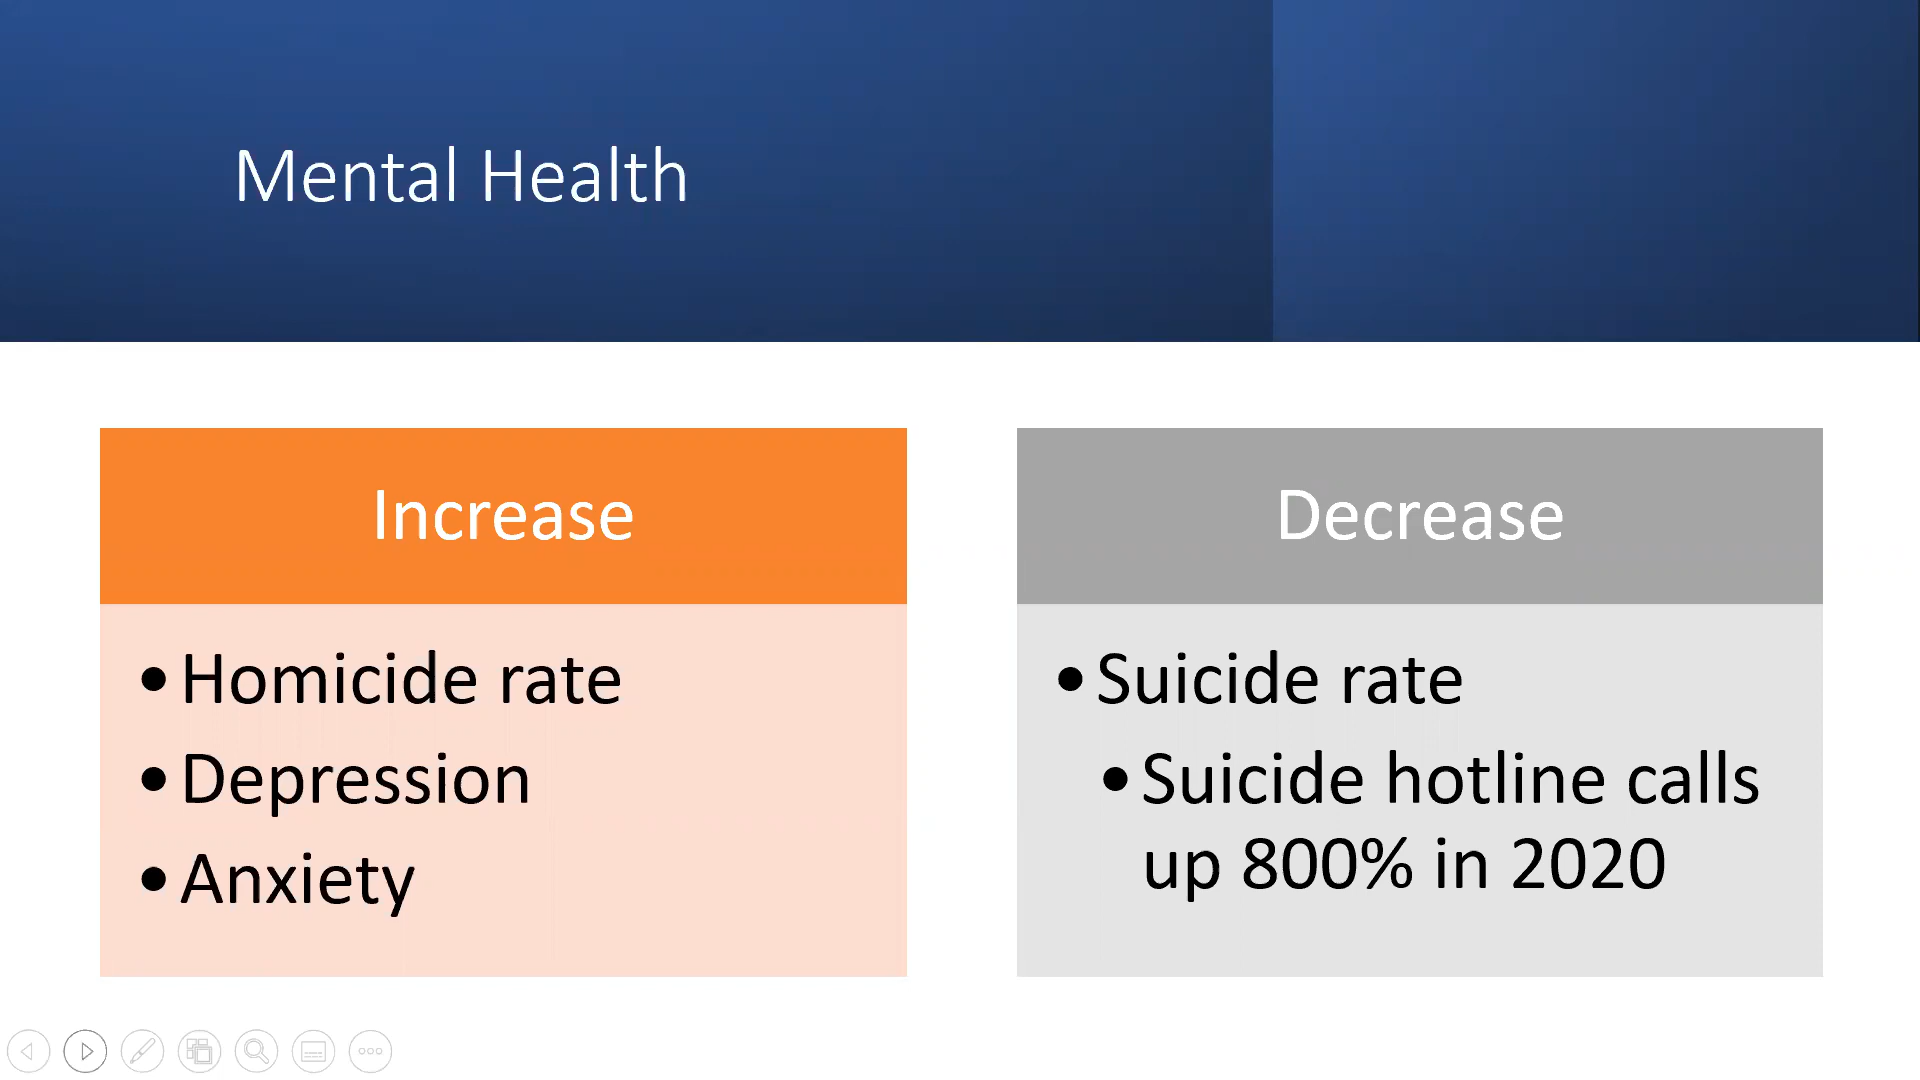 Mental Health
Increase
• Homicide rate
• Depression
• Anxiety
Decrease
• Suicide rate
• Suicide hotline calls
up 800% in 2020